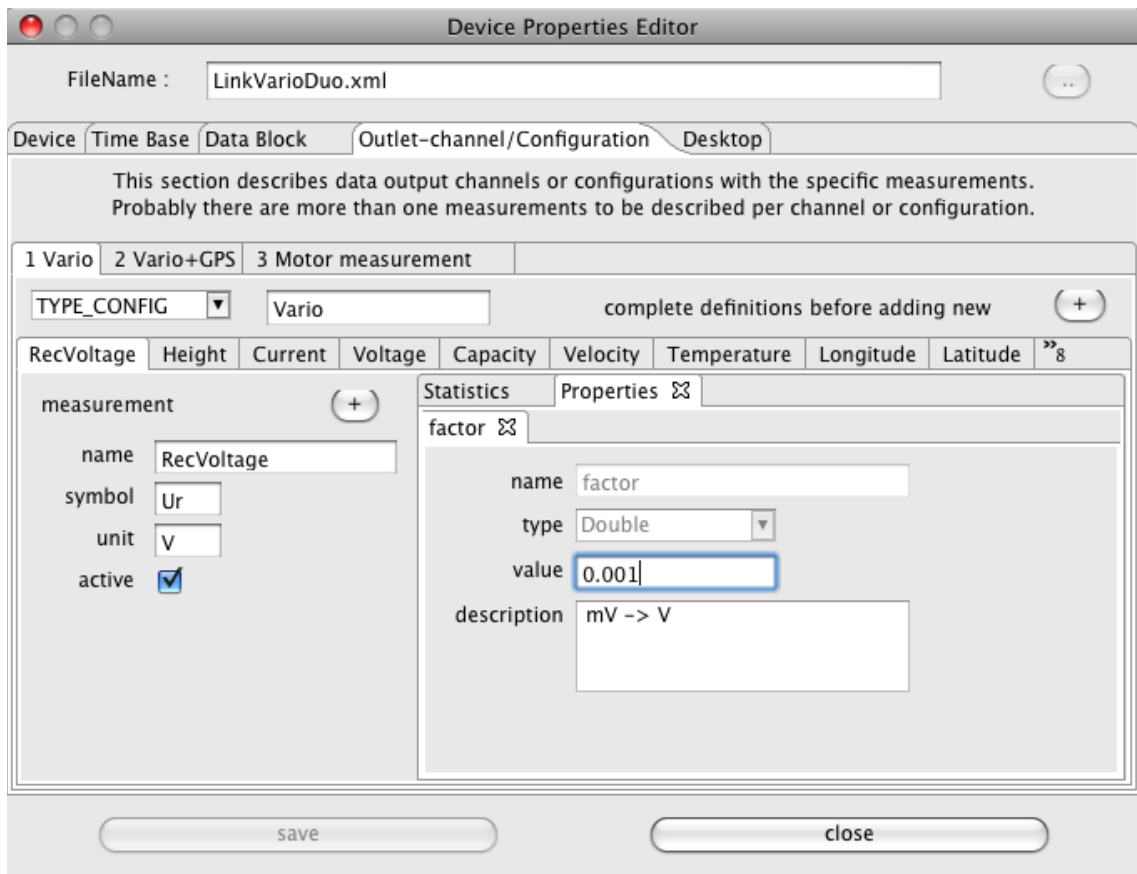 Device Properties Editor
FileName : LinkVarioDuo.xml ..
Device Time Base Data Block Outlet-channel/Configuration Desktop
This section describes data output channels or configurations with the specific measurements.
Probably there are more than one measurements to be described per channel or configuration.
1 Vario 2 Vario+GPS 3 Motor measurement
TYPE_CONFIG Vario complete definitions before adding new +
RecVoltage Height Current Voltage Capacity Velocity Temperature Longitude Latitude »8
measurement +
name RecVoltage
symbol Ur
unit V
active
Statistics Properties
factor
name factor
type Double
value 0.001
description mV -> V
save close